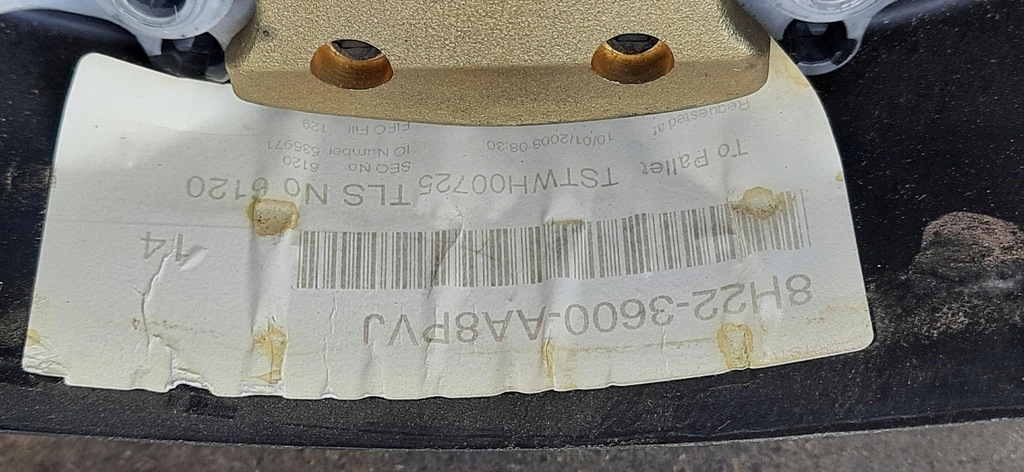 8H22-3600-AA8PVJ
14
To Pallet TSTWH00725 TLS No 6120
SEQ No 6120
10/01/2008 08:30 IO Number 535971
Requested at FIFO Fill 129